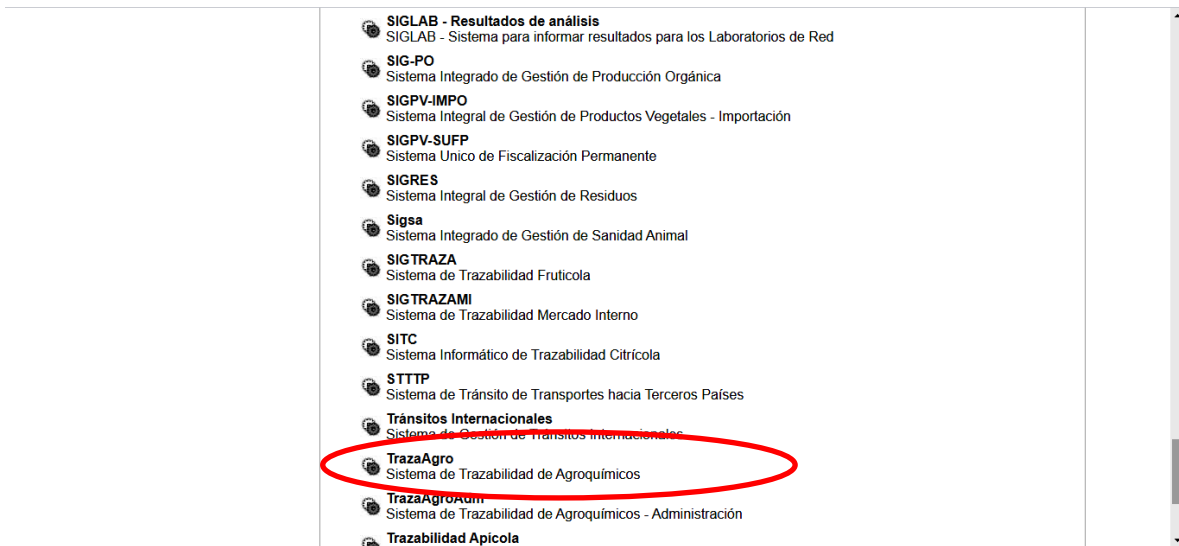 SIGLAB - Resultados de análisis
SIGLAB - Sistema para informar resultados para los Laboratorios de Red
SIG-PO
Sistema Integrado de Gestión de Producción Orgánica
SIGPV-IMPO
Sistema Integral de Gestión de Productos Vegetales - Importación
SIGPV-SUFP
Sistema Unico de Fiscalización Permanente
SIGRES
Sistema Integral de Gestión de Residuos
Sigsa
Sistema Integrado de Gestión de Sanidad Animal
SIGTRAZA
Sistema de Trazabilidad Fruticola
SIGTRAZAMI
Sistema de Trazabilidad Mercado Interno
SITC
Sistema Informático de Trazabilidad Citrícola
STTTP
Sistema de Tránsito de Transportes hacia Terceros Países
Tránsitos Internacionales
Sistema de Gestión de Tránsitos Internacionales
TrazaAgro
Sistema de Trazabilidad de Agroquímicos
TrazaAgroAdm
Sistema de Trazabilidad de Agroquímicos - Administración
Trazabilidad Apícola